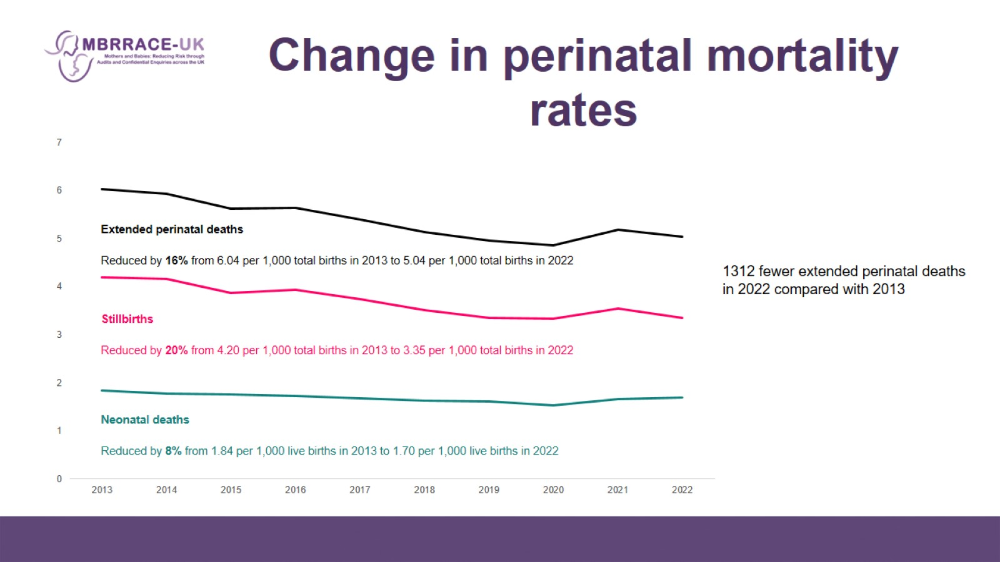 MBRRACE-UK
Mothers and Babies: Reducing Risk through
Audits and Confidential Enquiries across the UK
Change in perinatal mortality
rates
7
6
5
4
3
2
1
0
Extended perinatal deaths
Reduced by 16% from 6.04 per 1,000 total births in 2013 to 5.04 per 1,000 total births in 2022
Stillbirths
Reduced by 20% from 4.20 per 1,000 total births in 2013 to 3.35 per 1,000 total births in 2022
Neonatal deaths
Reduced by 8% from 1.84 per 1,000 live births in 2013 to 1.70 per 1,000 live births in 2022
2013 2014 2015 2016 2017 2018 2019 2020 2021 2022
1312 fewer extended perinatal deaths
in 2022 compared with 2013